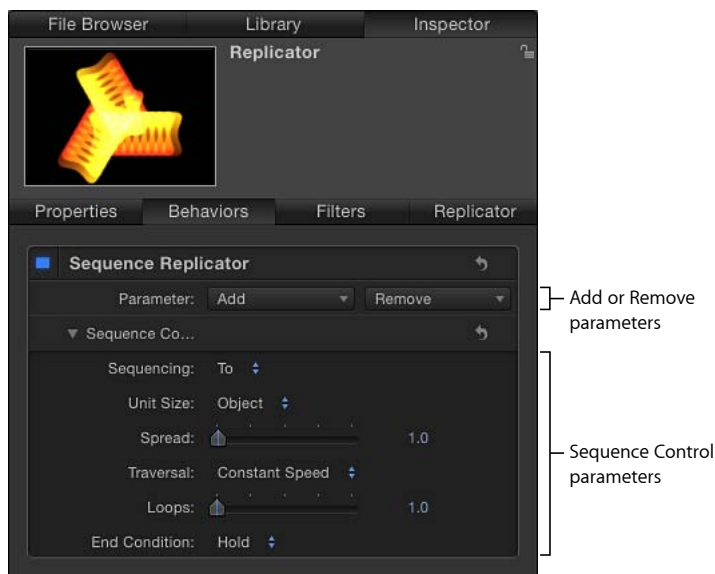 File Browser Library Inspector
Replicator
Properties Behaviors Filters Replicator
Sequence Replicator
Parameter: Add Remove
Add or Remove
parameters
Sequence Co...
Sequencing: To
Unit Size: Object
Spread: 1.0
Traversal: Constant Speed
Loops: 1.0
End Condition: Hold
Sequence Control
parameters